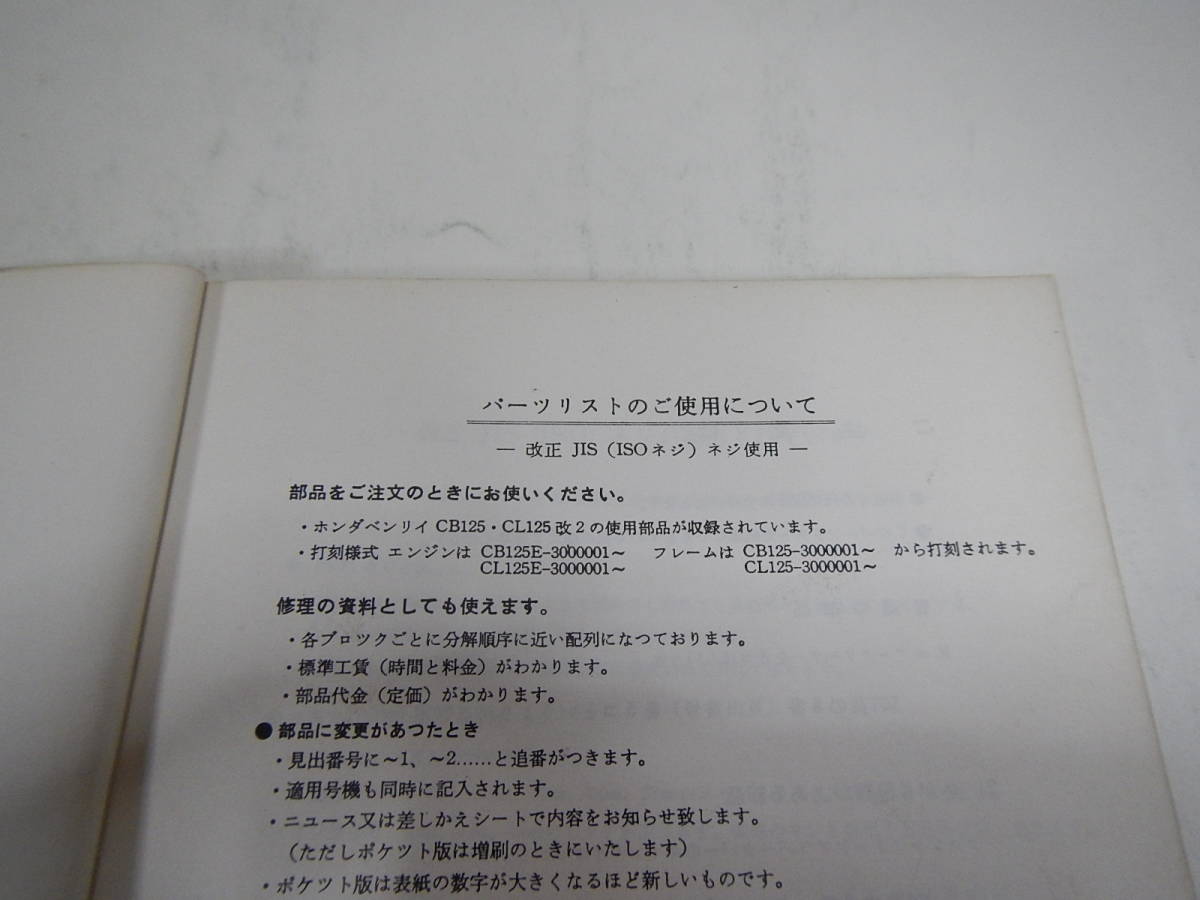 パーツリストのご使用について
— 改正 JIS (ISOネジ) ネジ使用 —
部品をご注文のときにお使いください。
・ホンダベンリイ CB125・CL125 改2の使用部品が収録されています。
・打刻様式 エンジンは CB125E-3000001～ フレームは CB125-3000001～ から打刻されます。
CL125E-3000001～ CL125-3000001～
修理の資料としても使えます。
・各ブロツクごとに分解順序に近い配列になつております。
・標準工賃(時間と料金)がわかります。
・部品代金(定価)がわかります。
●部品に変更があつたとき
・見出番号に～1、～2……と追番がつきます。
・適用号機も同時に記入されます。
・ニュース又は差しかえシートで内容をお知らせ致します。
(ただしポケツト版は増刷のときにいたします)
・ポケツト版は表紙の数字が大きくなるほど新しいものです。